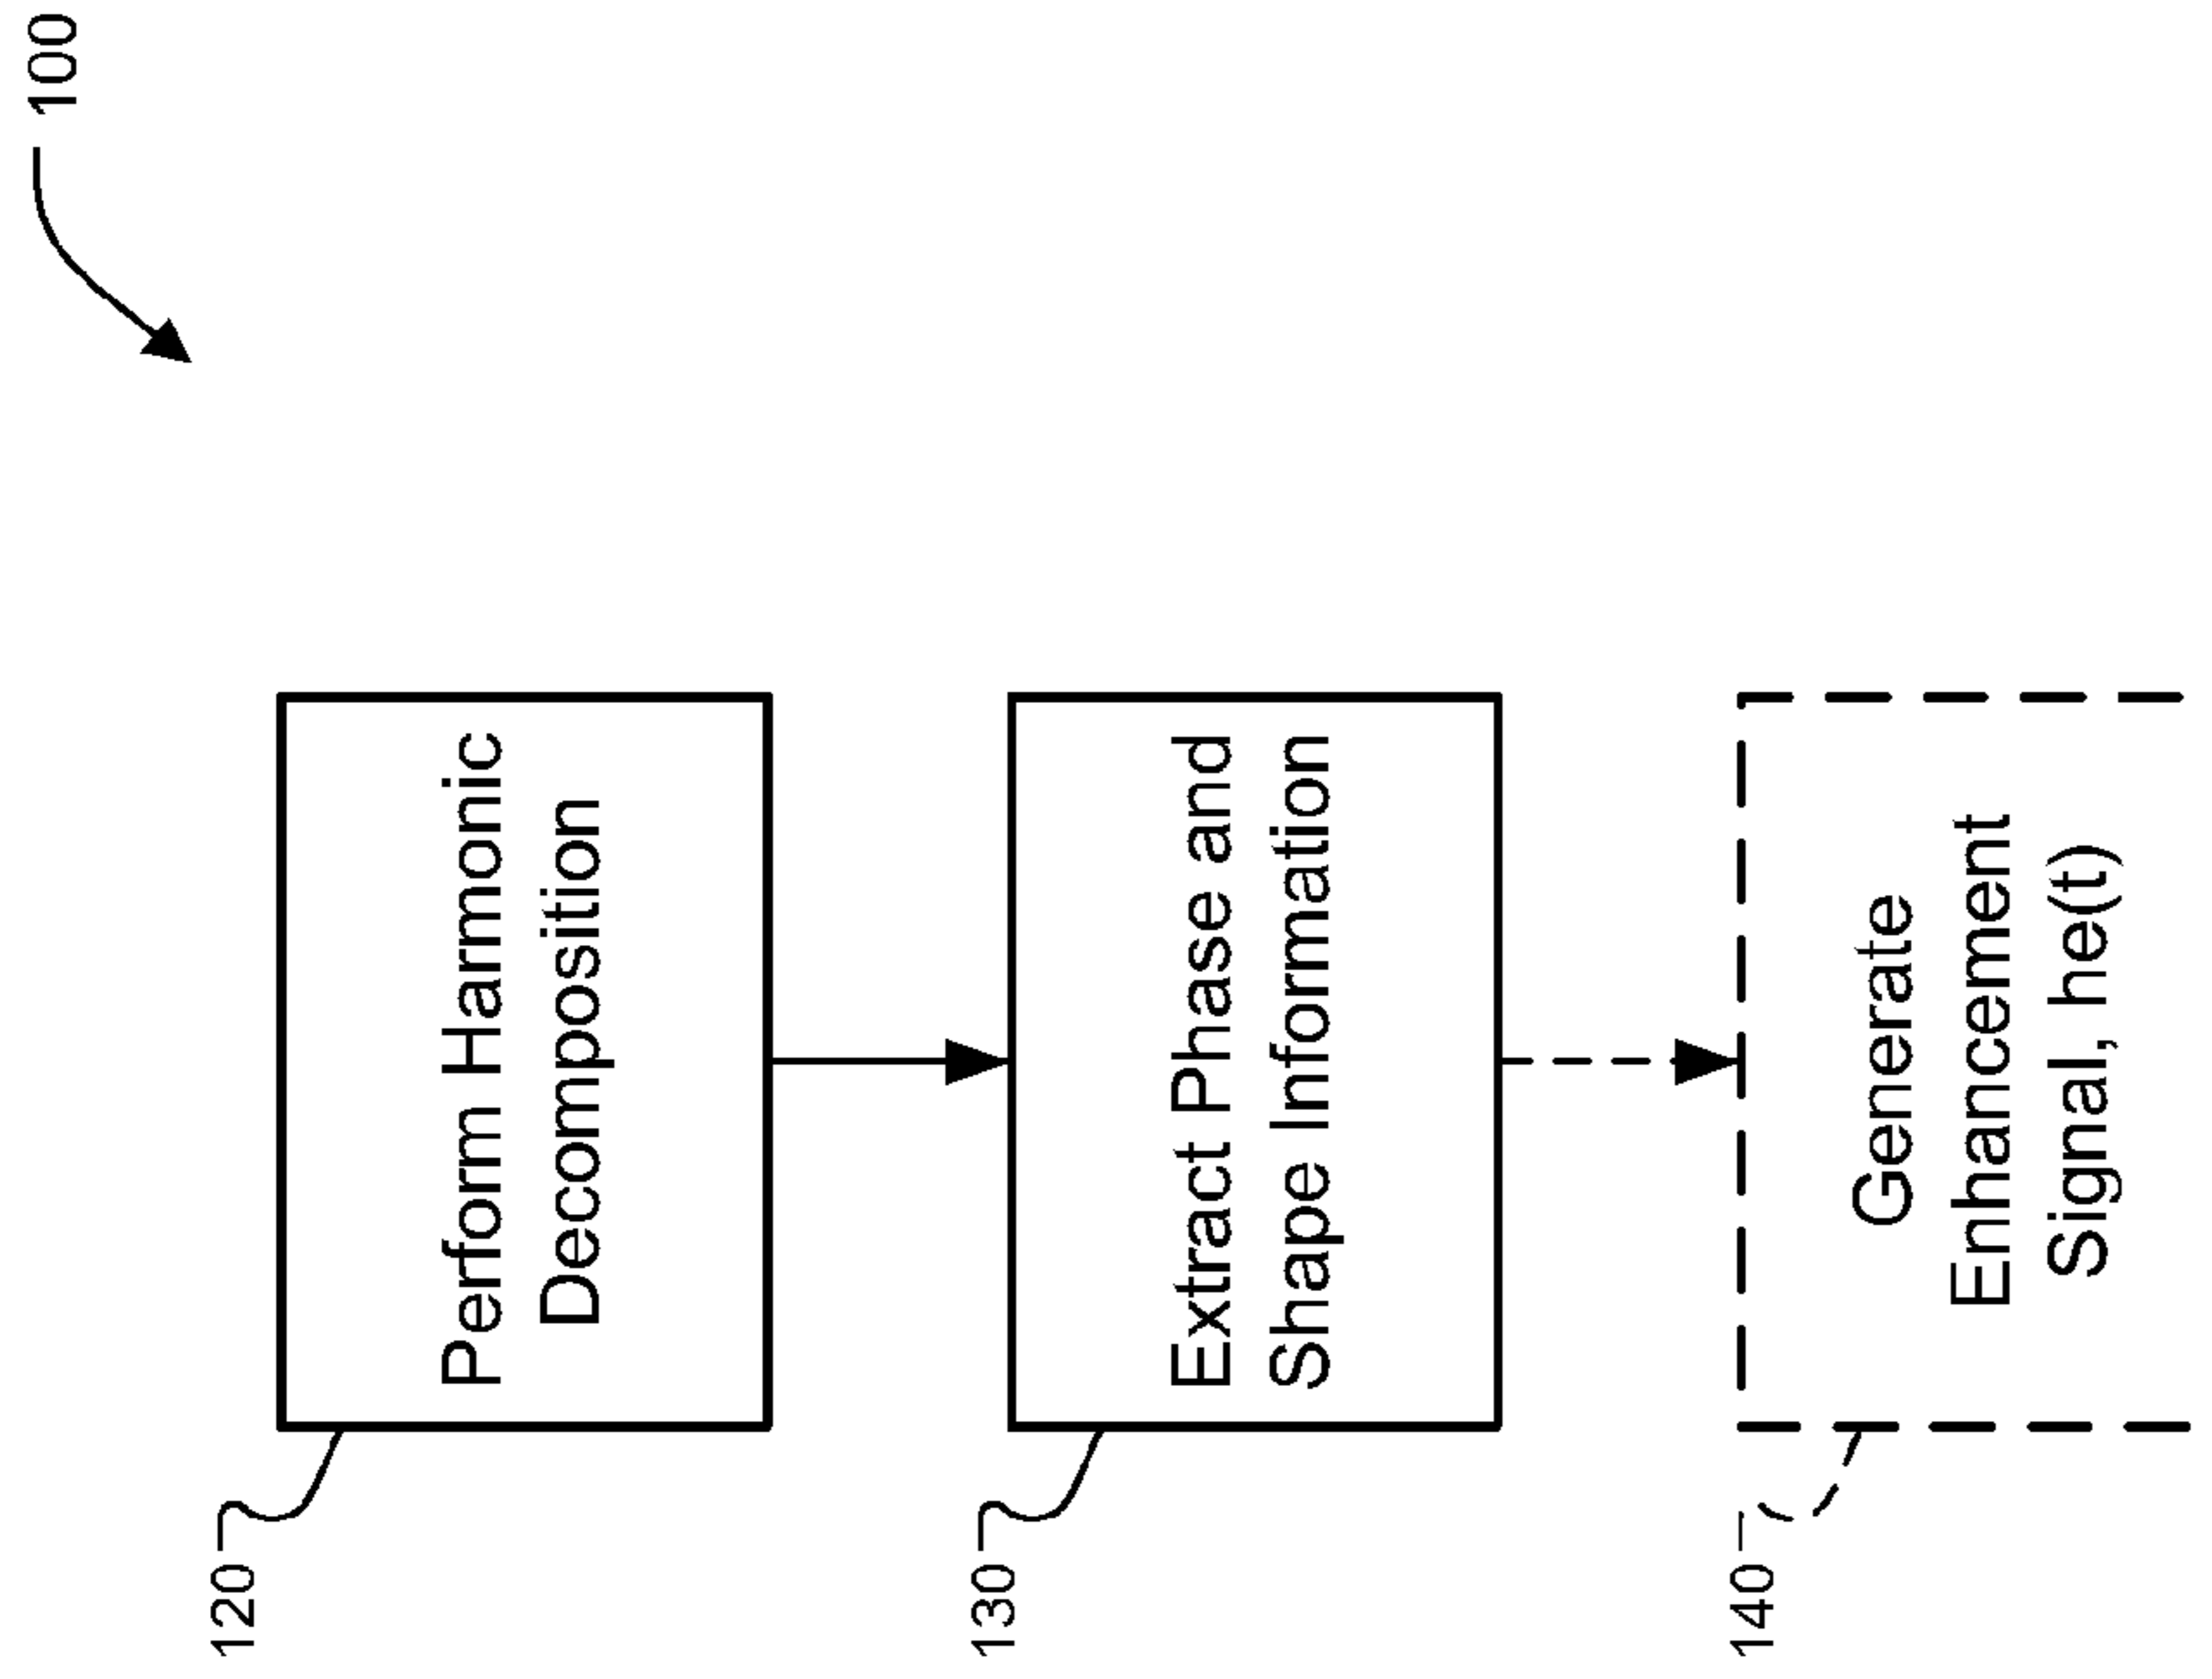 100
120
Perform Harmonic
Decomposition
130
Extract Phase and
Shape Information
140
Generate
Enhancement
Signal, he(t)